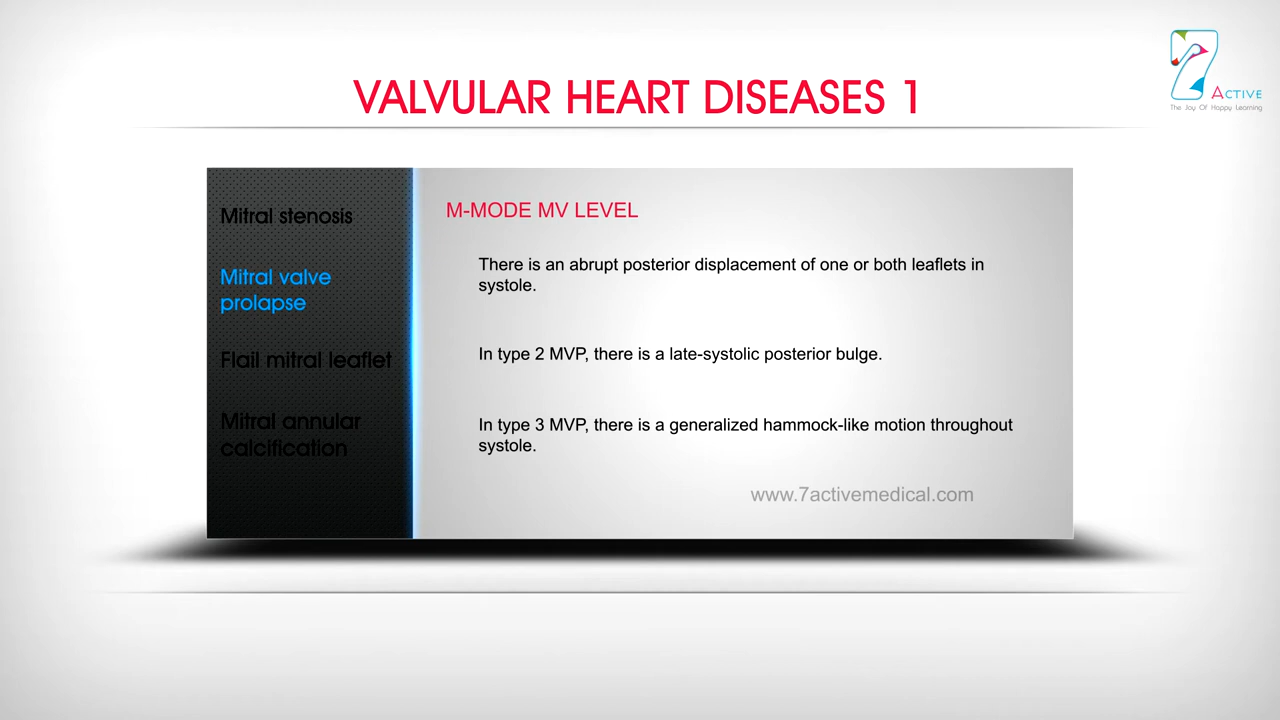 VALVULAR HEART DISEASES 1
7
ACTIVE
The Joy Of Happy Learning
Mitral stenosis
Mitral valve
prolapse
Flail mitral leaflet
Mitral annular
calcification
M-MODE MV LEVEL
There is an abrupt posterior displacement of one or both leaflets in
systole.
In type 2 MVP, there is a late-systolic posterior bulge.
In type 3 MVP, there is a generalized hammock-like motion throughout
systole.
www.7activemedical.com